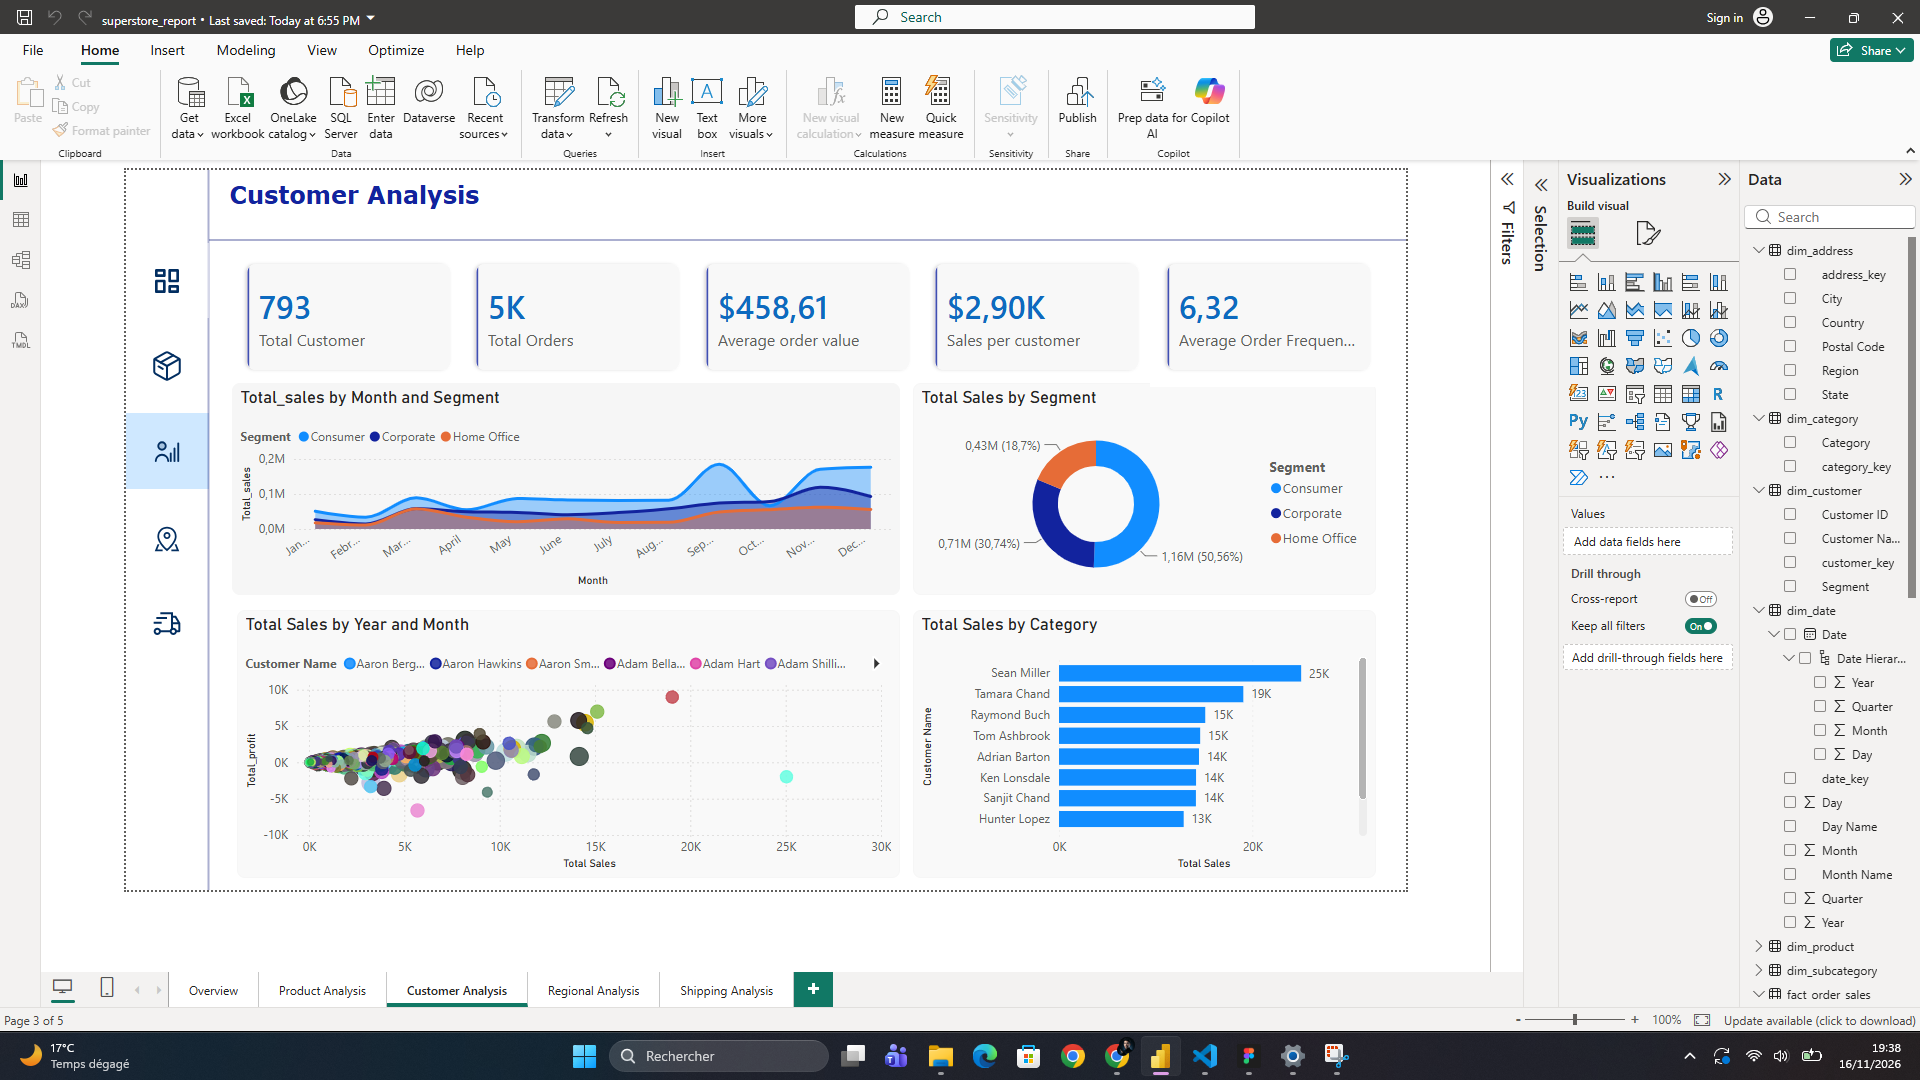 superstore_report • Last saved: Today at 6:55 PM
Search
Sign in
File Home Insert Modeling View Optimize Help
Share
Paste
Cut
Copy
Format painter
Get data
Excel workbook
OneLake catalog
SQL Server
Enter data
Dataverse
Recent sources
Transform data
Refresh
New visual
Text box
More visuals
New visual calculation
New measure
Quick measure
Sensitivity
Publish
Prep data for AI
Copilot
Clipboard Data Queries Insert Calculations Sensitivity Share Copilot
DAX
TMDL
Customer Analysis
793
Total Customer
5K
Total Orders
$458,61
Average order value
$2,90K
Sales per customer
6,32
Average Order Frequen...
Total_sales by Month and Segment
Segment Consumer Corporate Home Office
Total_sales
0,2M
0,1M
0,0M
Jan... Febr... Mar... April May June July Aug... Sep... Oct... Nov... Dec...
Month
Total Sales by Segment
0,43M (18,7%)
0,71M (30,74%)
1,16M (50,56%)
Segment
Consumer
Corporate
Home Office
Total Sales by Year and Month
Customer Name Aaron Berg... Aaron Hawkins Aaron Sm... Adam Bella... Adam Hart Adam Shilli...
Total_profit
10K
5K
0K
-5K
-10K
0K 5K 10K 15K 20K 25K 30K
Total Sales
Total Sales by Category
Customer Name
Sean Miller 25K
Tamara Chand 19K
Raymond Buch 15K
Tom Ashbrook 15K
Adrian Barton 14K
Ken Lonsdale 14K
Sanjit Chand 14K
Hunter Lopez 13K
0K 20K
Total Sales
Filters
Selection
Visualizations
Build visual
123
R
Py
Values
Add data fields here
Drill through
Cross-report Off
Keep all filters On
Add drill-through fields here
Data
Search
dim_address
address_key
City
Country
Postal Code
Region
State
dim_category
Category
category_key
dim_customer
Customer ID
Customer Na...
customer_key
Segment
dim_date
Date
Date Hierar...
Year
Quarter
Month
Day
date_key
Day
Day Name
Month
Month Name
Quarter
Year
dim_product
dim_subcategory
fact_order_sales
Overview Product Analysis Customer Analysis Regional Analysis Shipping Analysis +
Page 3 of 5
- + 100%
Update available (click to download)
17°C
Temps dégagé
Rechercher
19:38
16/11/2026